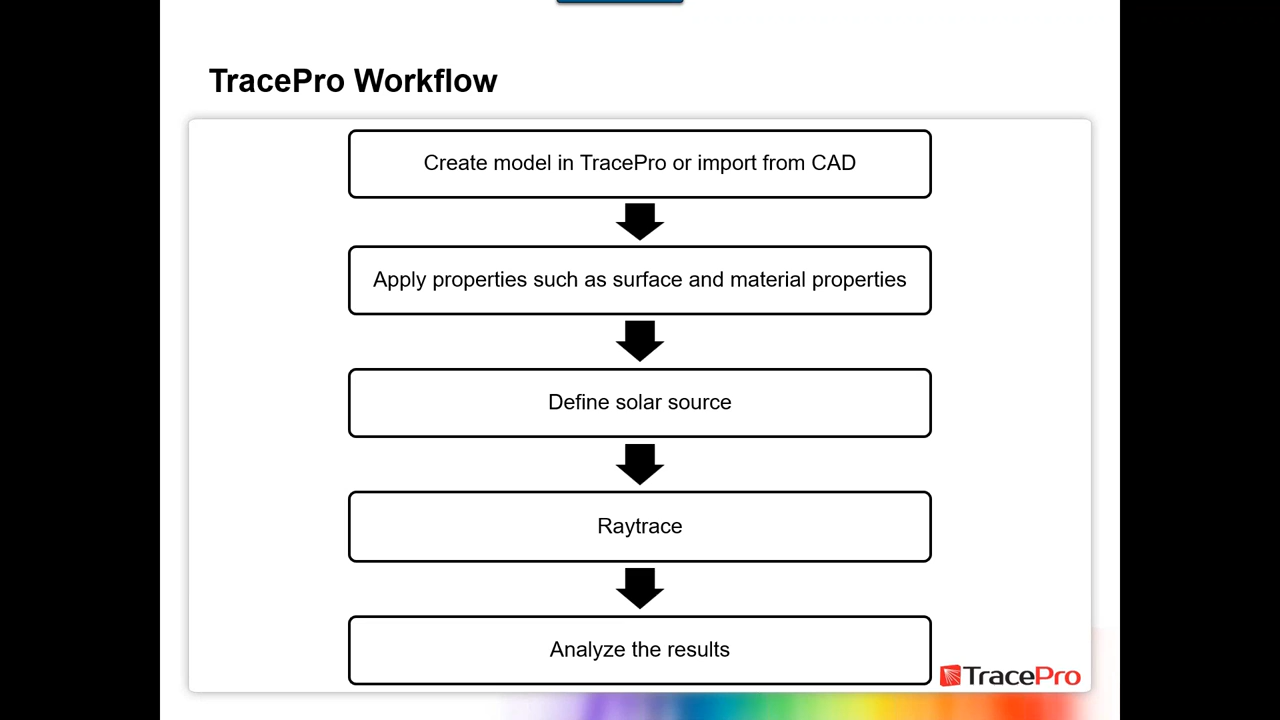 TracePro Workflow
Create model in TracePro or import from CAD
Apply properties such as surface and material properties
Define solar source
Raytrace
Analyze the results
TracePro